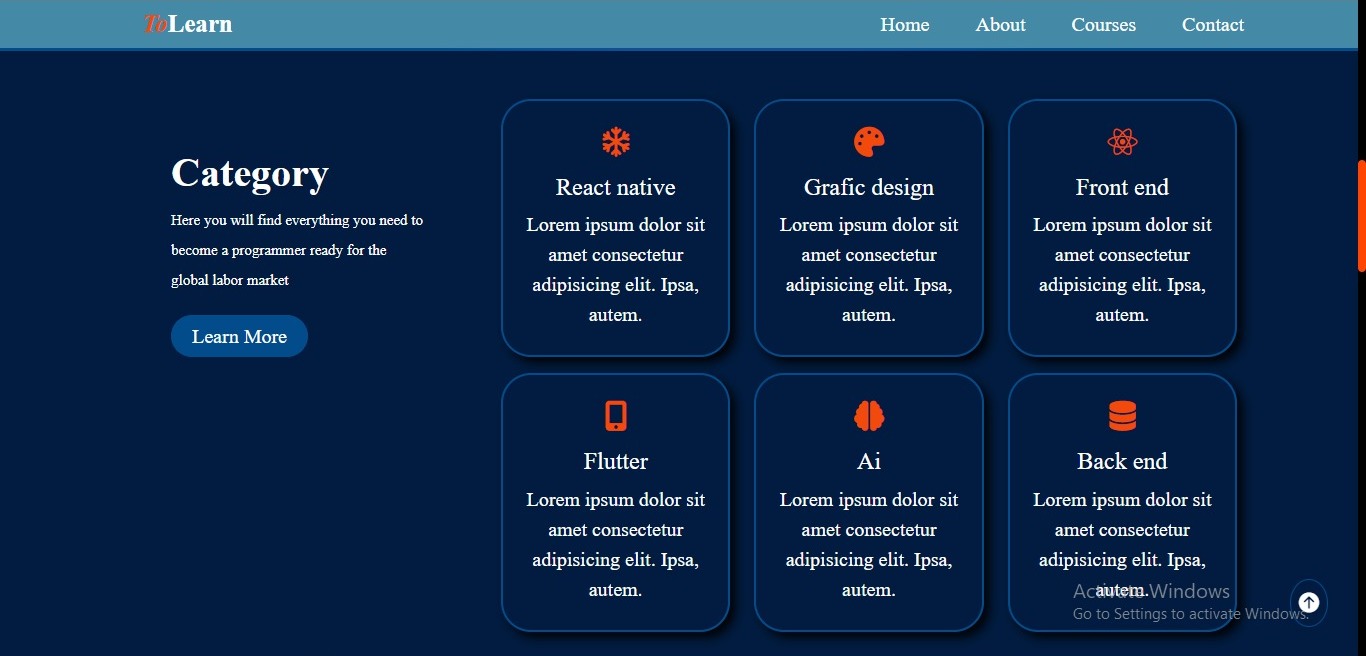 ToLearn
Home
About
Courses
Contact
Category
Here you will find everything you need to
become a programmer ready for the
global labor market
Learn More
React native
Lorem ipsum dolor sit
amet consectetur
adipisicing elit. Ipsa,
autem.
Grafic design
Lorem ipsum dolor sit
amet consectetur
adipisicing elit. Ipsa,
autem.
Front end
Lorem ipsum dolor sit
amet consectetur
adipisicing elit. Ipsa,
autem.
Flutter
Lorem ipsum dolor sit
amet consectetur
adipisicing elit. Ipsa,
autem.
Ai
Lorem ipsum dolor sit
amet consectetur
adipisicing elit. Ipsa,
autem.
Back end
Lorem ipsum dolor sit
amet consectetur
adipisicing elit. Ipsa,
autem.
Activate Windows
Go to Settings to activate Windows.